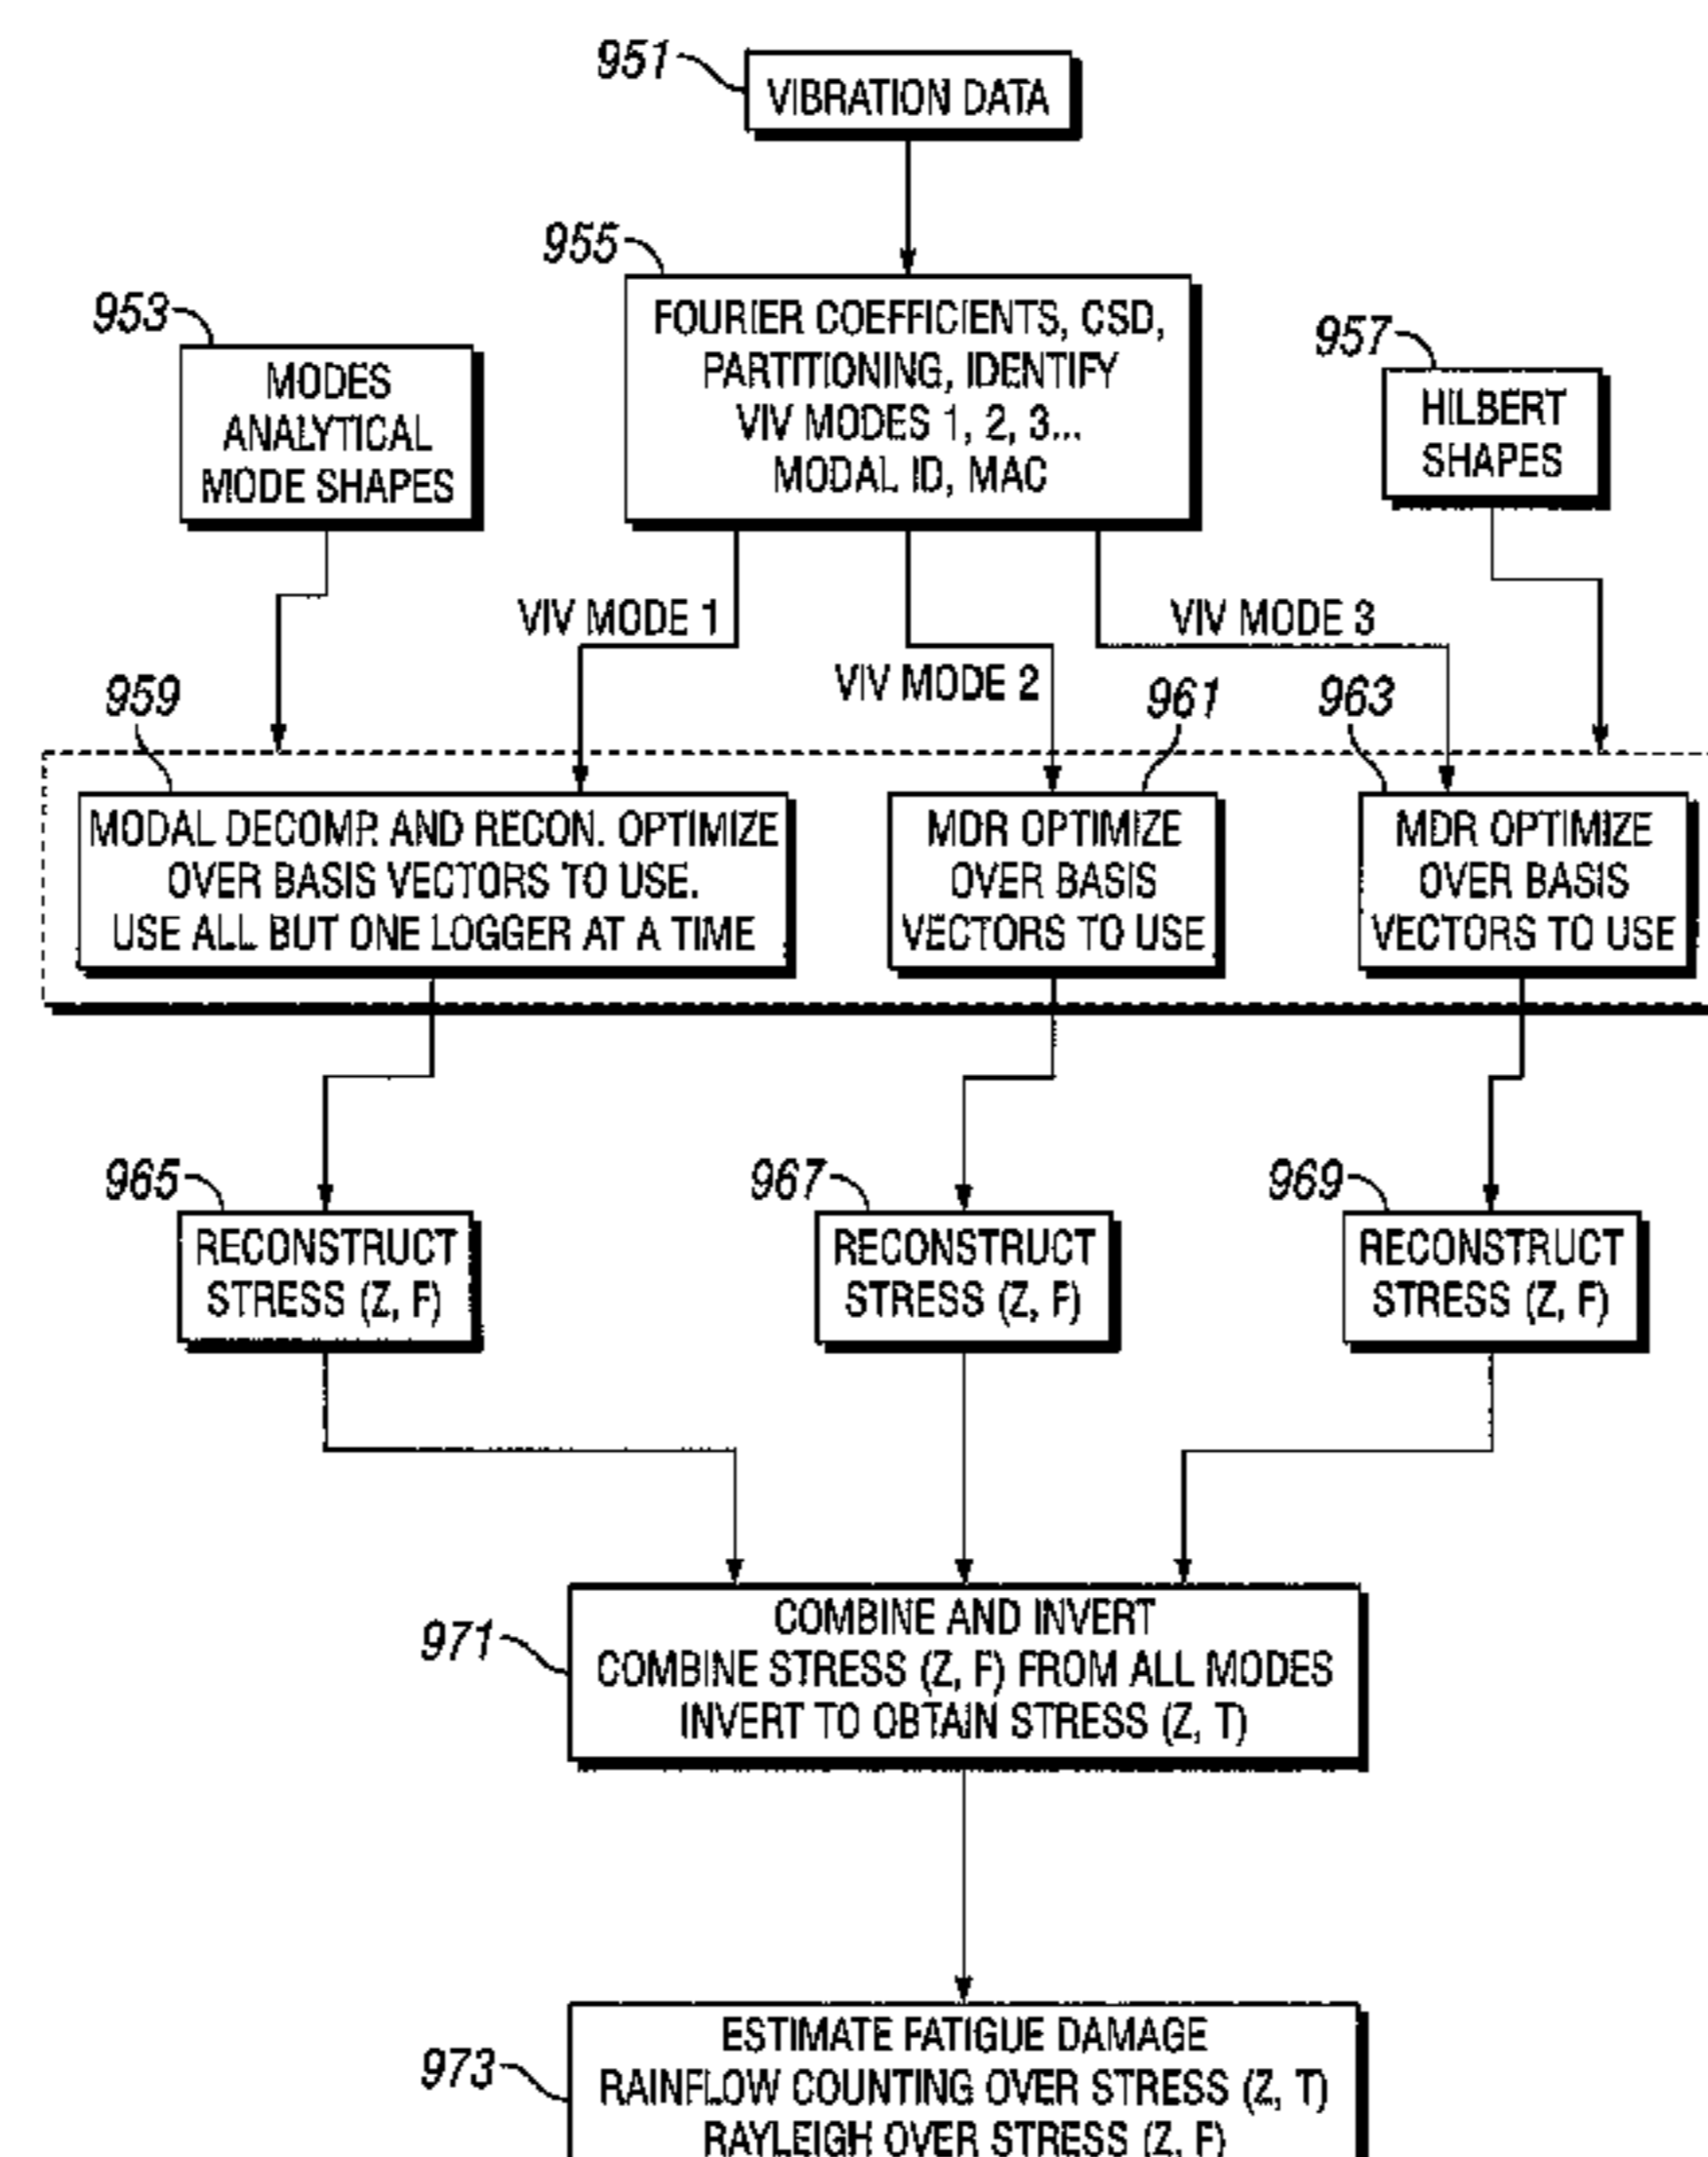 951
VIBRATION DATA
955
FOURIER COEFFICIENTS, CSD,
PARTITIONING, IDENTIFY
VIV MODES 1, 2, 3...
MODAL ID, MAC
953
MODES
ANALYTICAL
MODE SHAPES
957
HILBERT
SHAPES
VIV MODE 1
VIV MODE 2
VIV MODE 3
959
MODAL DECOMP. AND RECON. OPTIMIZE
OVER BASIS VECTORS TO USE.
USE ALL BUT ONE LOGGER AT A TIME
961
MDR OPTIMIZE
OVER BASIS
VECTORS TO USE
963
MDR OPTIMIZE
OVER BASIS
VECTORS TO USE
965
RECONSTRUCT
STRESS (Z, F)
967
RECONSTRUCT
STRESS (Z, F)
969
RECONSTRUCT
STRESS (Z, F)
971
COMBINE AND INVERT
COMBINE STRESS (Z, F) FROM ALL MODES
INVERT TO OBTAIN STRESS (Z, T)
973
ESTIMATE FATIGUE DAMAGE
RAINFLOW COUNTING OVER STRESS (Z, T)
RAYLEIGH OVER STRESS (Z, F)